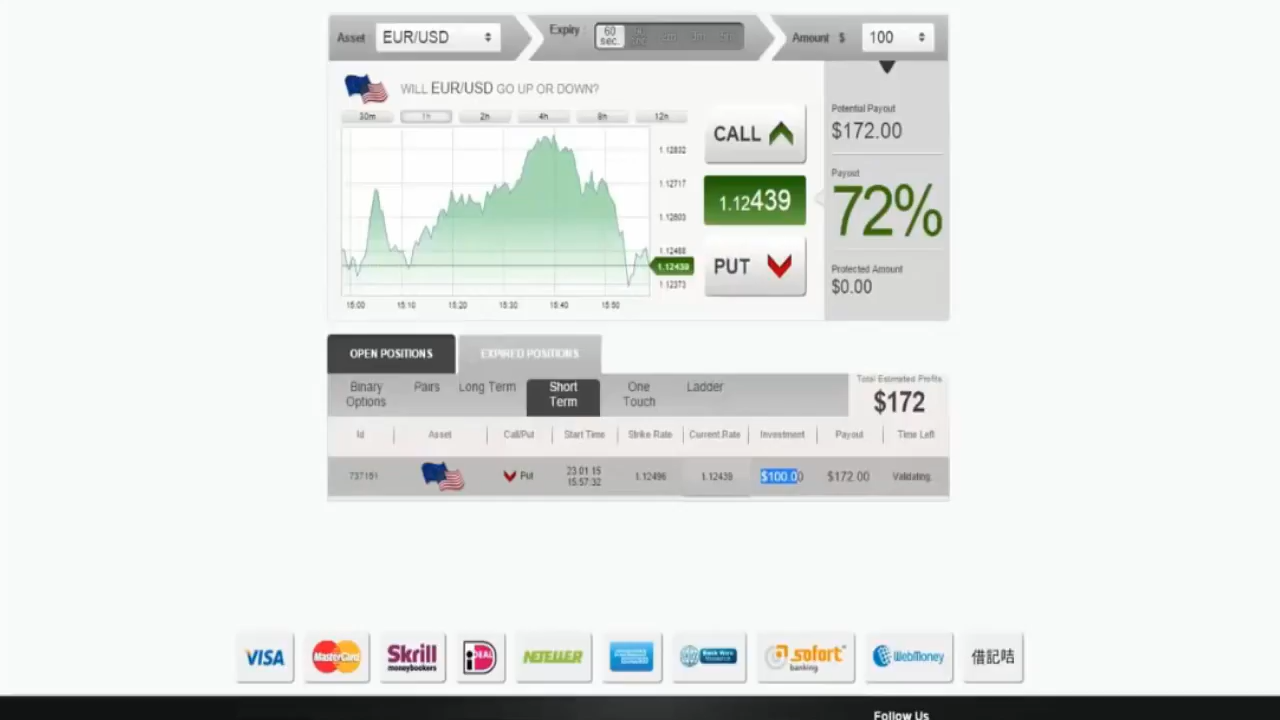 Asset EUR/USD Expiry 60 sec. Amount $ 100
WILL EUR/USD GO UP OR DOWN?
30m 1h 2h 4h 8h 12h
1.12832
1.12717
1.12603
1.12488
1.12439
1.12373
15:00 15:10 15:20 15:30 15:40 15:50
CALL
1.12439
PUT
Potential Payout
$172.00
Payout
72%
Protected Amount
$0.00
OPEN POSITIONS EXPIRED POSITIONS
Binary Options Pairs Long Term Short Term One Touch Ladder
Total Estimated Profits
$172
Id Asset Call/Put Start Time Strike Rate Current Rate Investment Payout Time Left
737151 Put 23 01 15 15:57:32 1.12496 1.12439 $100.00 $172.00 Validating
VISA MasterCard Skrill moneybookers iDEAL NETELLER Bank Wire sofort banking WebMoney 借記咭
Follow Us